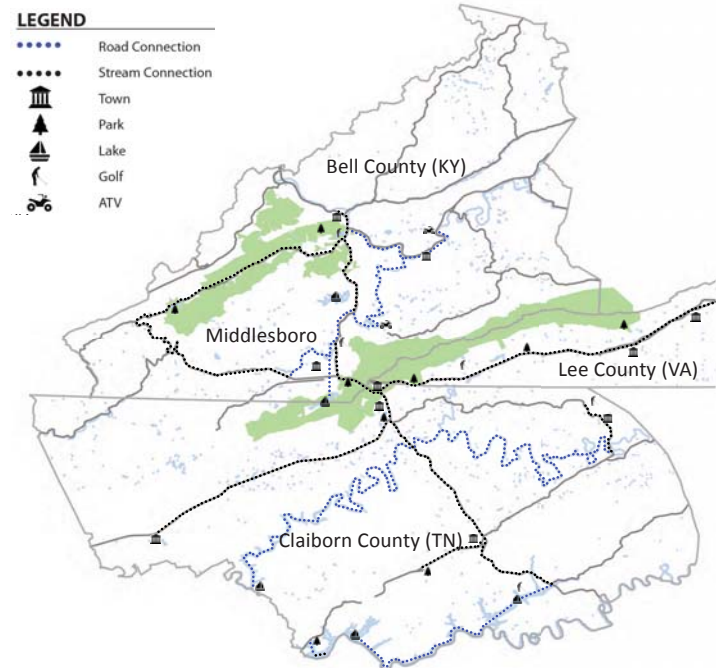 LEGEND
Road Connection
Stream Connection
Town
Park
Lake
Golf
ATV
Bell County (KY)
Middlesboro
Lee County (VA)
Claiborn County (TN)